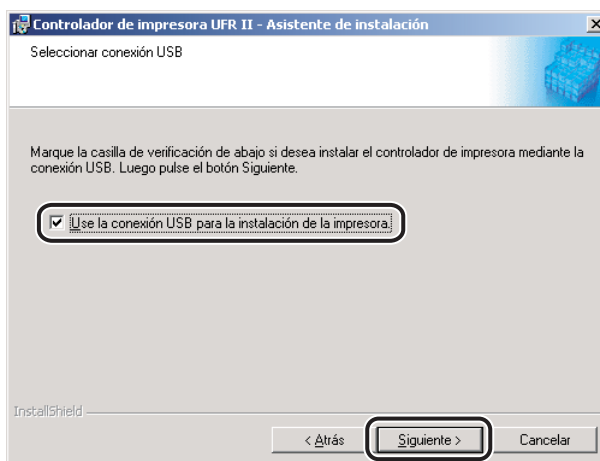 Controlador de impresora UFR II - Asistente de instalación
Seleccionar conexión USB
Marque la casilla de verificación de abajo si desea instalar el controlador de impresora mediante la
conexión USB. Luego pulse el botón Siguiente.
Use la conexión USB para la instalación de la impresora.
InstallShield
< Atrás Siguiente > Cancelar